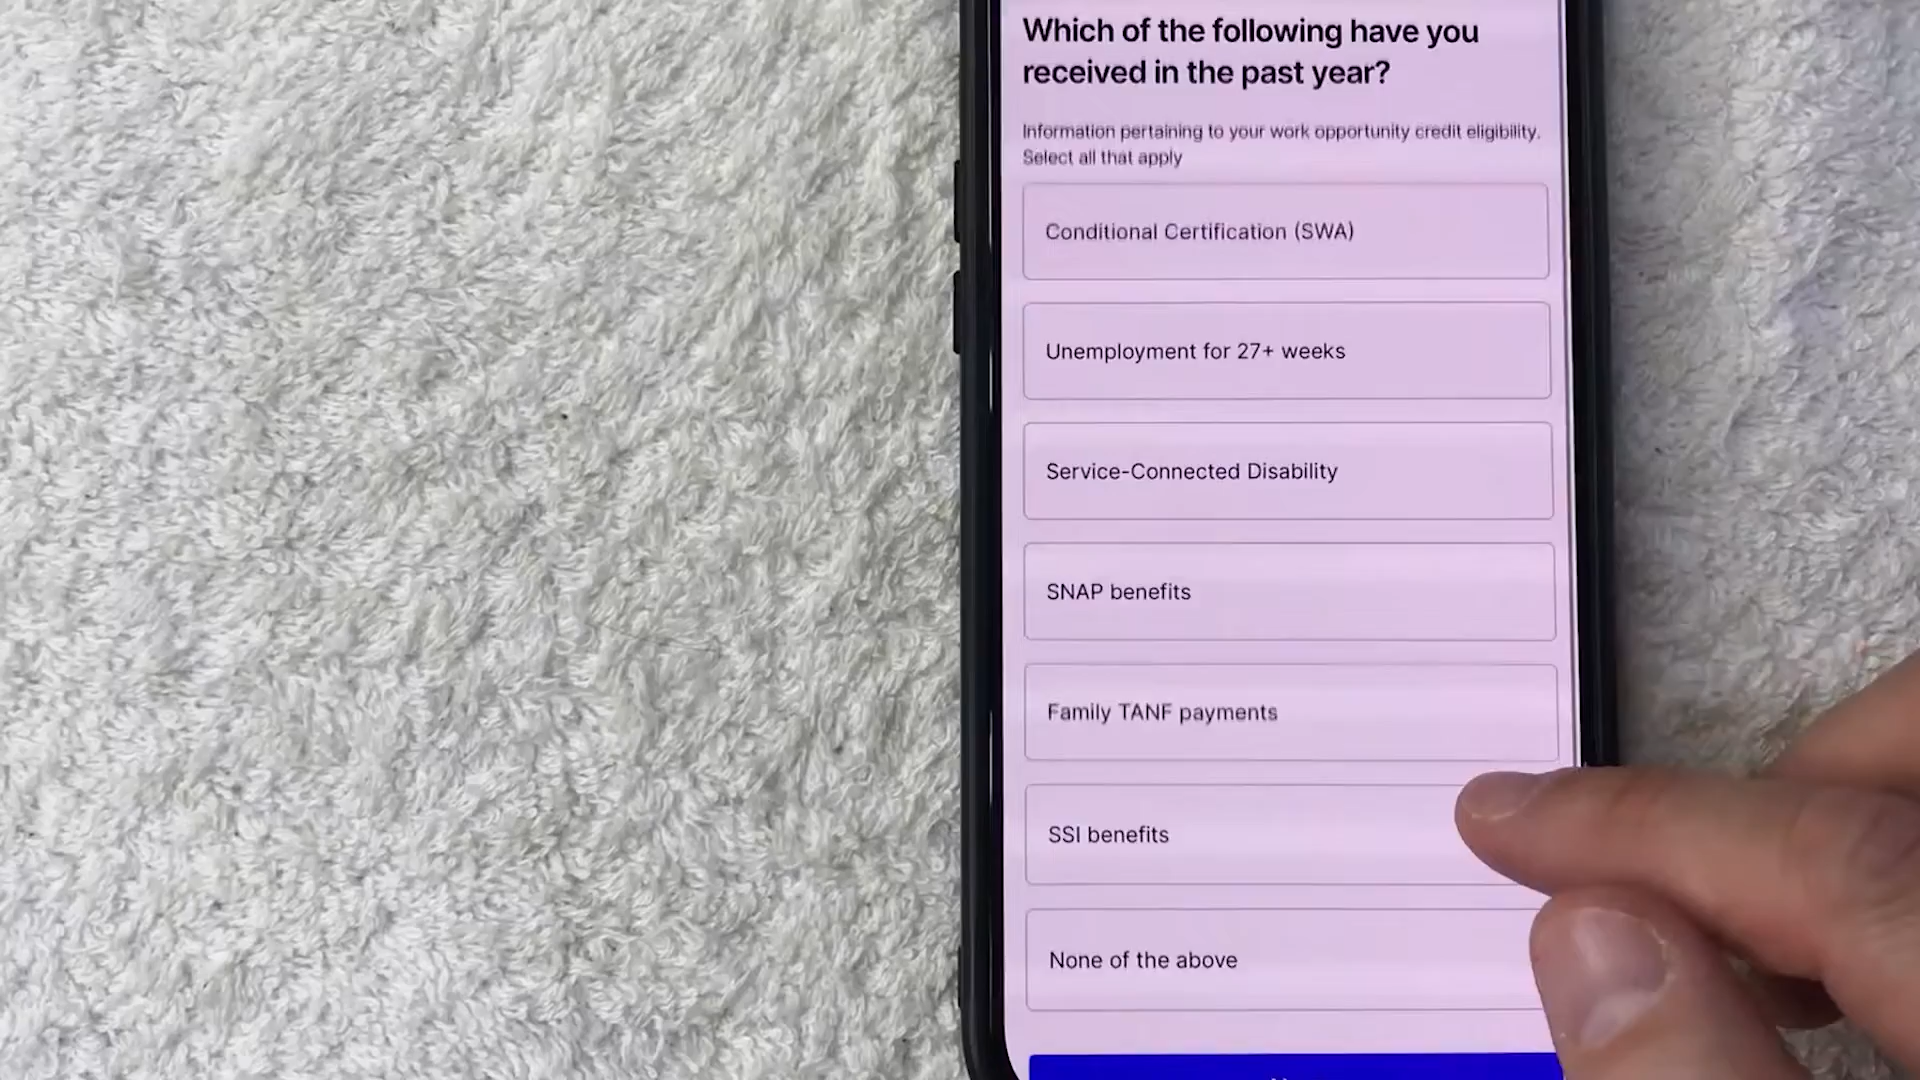 Which of the following have you
received in the past year?
Information pertaining to your work opportunity credit eligibility.
Select all that apply
Conditional Certification (SWA)
Unemployment for 27+ weeks
Service-Connected Disability
SNAP benefits
Family TANF payments
SSI benefits
None of the above